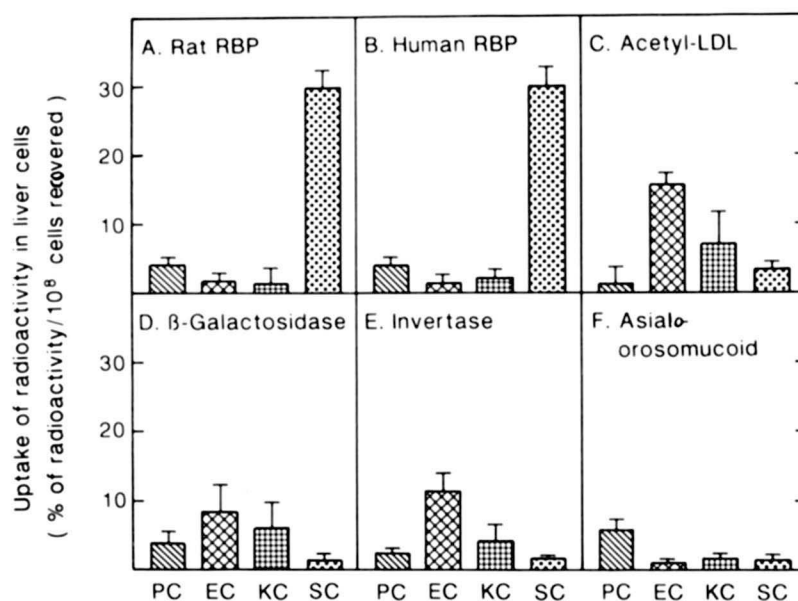 Uptake of radioactivity in liver cells
( % of radioactivity/10⁸ cells recovered )
A. Rat RBP
B. Human RBP
C. Acetyl-LDL
30
20
10
D. ß-Galactosidase
E. Invertase
F. Asialo-
orosomucoid
30
20
10
PC EC KC SC
PC EC KC SC
PC EC KC SC